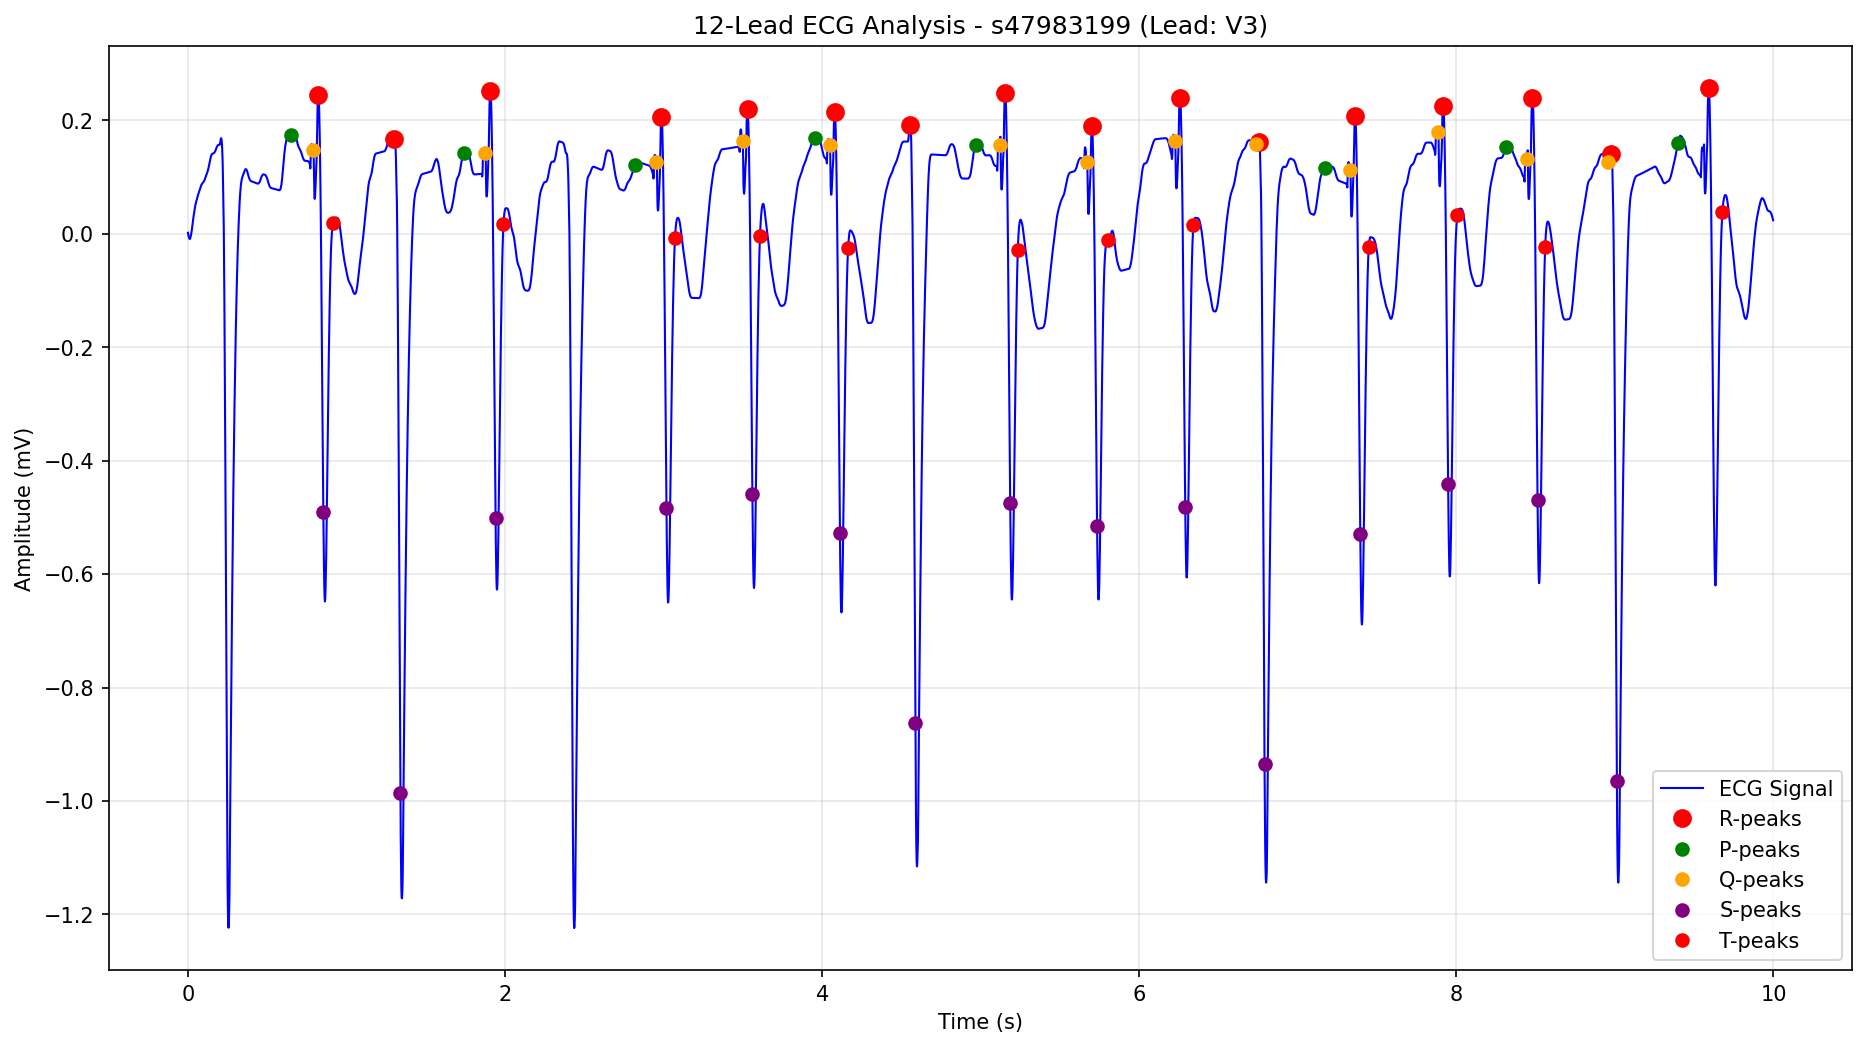 12-Lead ECG Analysis - s47983199 (Lead: V3)
Amplitude (mV)
0.2
0.0
−0.2
−0.4
−0.6
−0.8
−1.0
−1.2
ECG Signal
R-peaks
P-peaks
Q-peaks
S-peaks
T-peaks
0 2 4 6 8 10
Time (s)